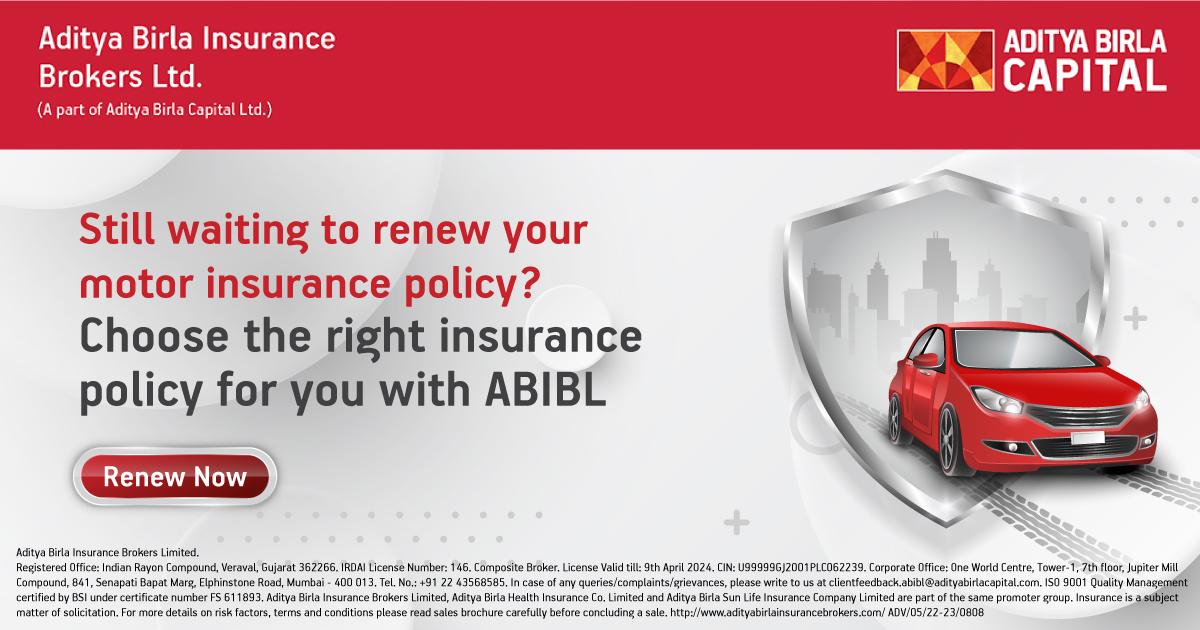 Aditya Birla Insurance
Brokers Ltd.
(A part of Aditya Birla Capital Ltd.)
ADITYA BIRLA
CAPITAL
Still waiting to renew your
motor insurance policy?
Choose the right insurance
policy for you with ABIBL
Renew Now
Aditya Birla Insurance Brokers Limited.
Registered Office: Indian Rayon Compound, Veraval, Gujarat 362266. IRDAI License Number: 146. Composite Broker. License Valid till: 9th April 2024. CIN: U99999GJ2001PLC062239. Corporate Office: One World Centre, Tower-1, 7th floor, Jupiter Mill
Compound, 841, Senapati Bapat Marg, Elphinstone Road, Mumbai - 400 013. Tel. No.: +91 22 43568585. In case of any queries/complaints/grievances, please write to us at clientfeedback.abibl@adityabirlacapital.com. ISO 9001 Quality Management
certified by BSI under certificate number FS 611893. Aditya Birla Insurance Brokers Limited, Aditya Birla Health Insurance Co. Limited and Aditya Birla Sun Life Insurance Company Limited are part of the same promoter group. Insurance is a subject
matter of solicitation. For more details on risk factors, terms and conditions please read sales brochure carefully before concluding a sale. http://www.adityabirlainsurancebrokers.com/ ADV/05/22-23/0808